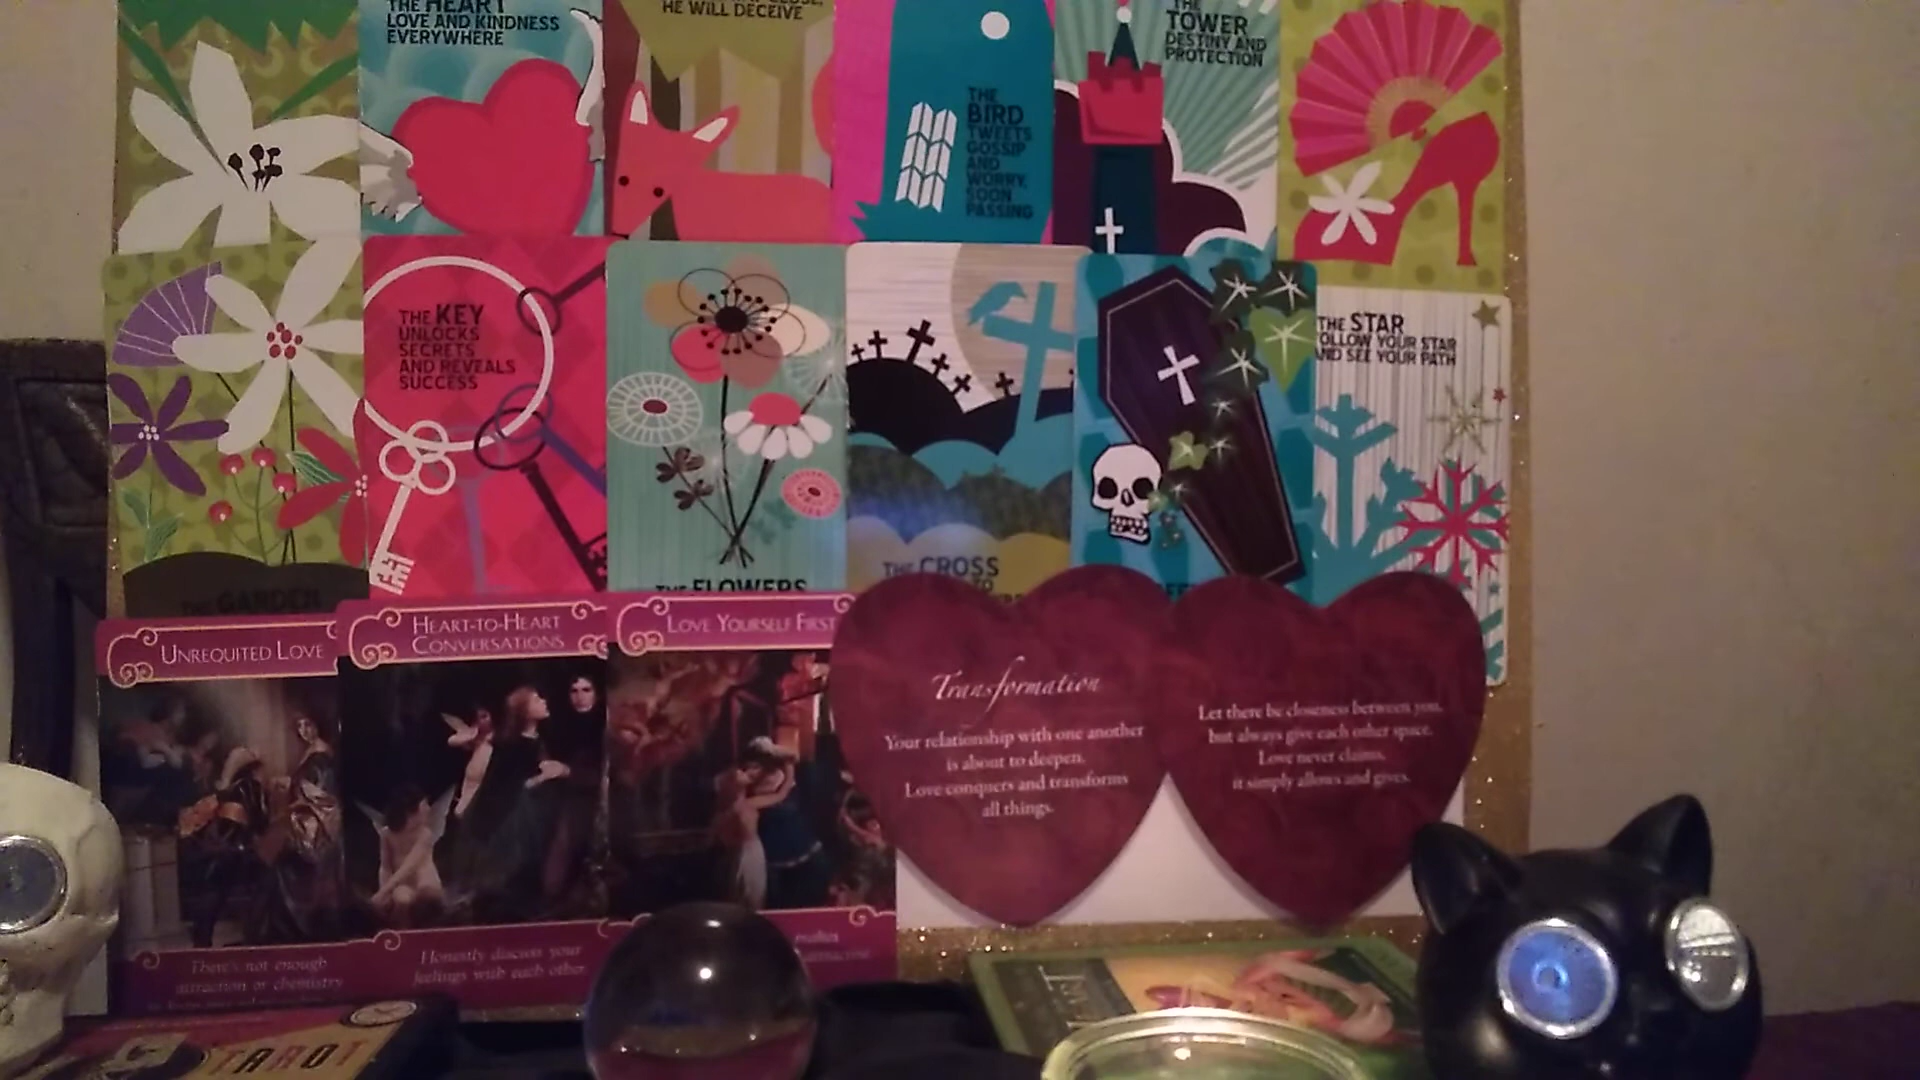 THE HEART
LOVE AND KINDNESS
EVERYWHERE
HE WILL DECEIVE
THE
BIRD
TWEETS
GOSSIP
AND
WORRY,
SOON
PASSING
THE
TOWER
DESTINY AND
PROTECTION
THE KEY
UNLOCKS
SECRETS
AND REVEALS
SUCCESS
THE STAR
FOLLOW YOUR STAR
AND SEE YOUR PATH
THE GARDEN
THE FLOWERS
THE CROSS
TO
UNREQUITED LOVE
HEART-TO-HEART
CONVERSATIONS
LOVE YOURSELF FIRST
Transformation
Your relationship with one another
is about to deepen.
Love conquers and transforms
all things.
Let there be closeness between you,
but always give each other space.
Love never claims,
it simply allows and gives.
There's not enough
attraction or chemistry
Honestly discuss your
feelings with each other
makes
TAROT